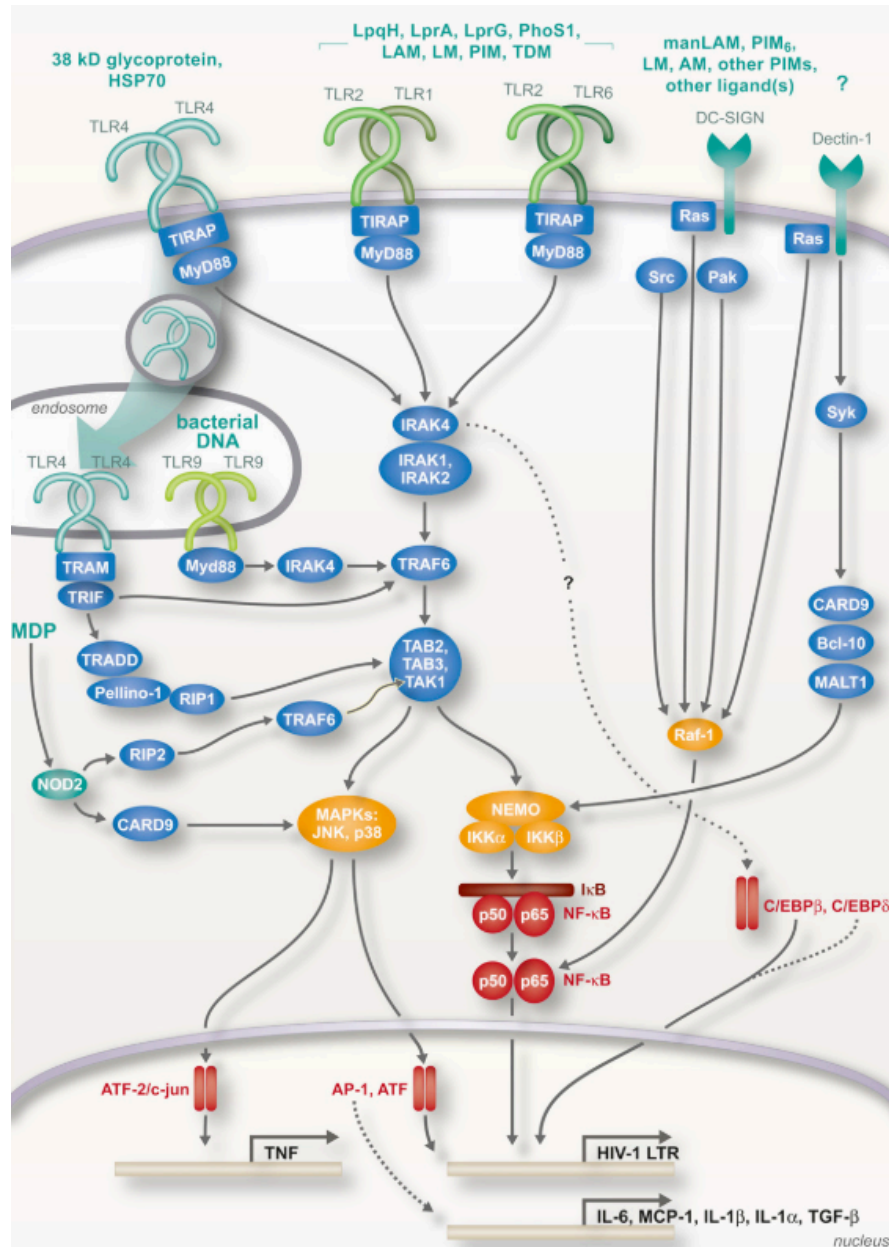 LpqH, LprA, LprG, PhoS1,
LAM, LM, PIM, TDM
38 kD glycoprotein,
HSP70
manLAM, PIM6,
LM, AM, other PIMs,
other ligand(s)
?
TLR4
TLR4
TLR2
TLR1
TLR2
TLR6
DC-SIGN
Dectin-1
TIRAP
MyD88
TIRAP
MyD88
TIRAP
MyD88
Ras
Ras
Src
Pak
endosome
bacterial
DNA
TLR4
TLR4
TLR9
TLR9
IRAK4
IRAK1,
IRAK2
Syk
TRAM
TRIF
Myd88
IRAK4
TRAF6
?
CARD9
Bcl-10
MALT1
MDP
TRADD
Pellino-1
RIP1
TAB2,
TAB3,
TAK1
TRAF6
RIP2
NOD2
CARD9
Raf-1
MAPKs:
JNK, p38
NEMO
IKKα
IKKβ
IκB
p50
p65
NF-κB
C/EBPβ, C/EBPδ
p50
p65
NF-κB
ATF-2/c-jun
AP-1, ATF
TNF
HIV-1 LTR
IL-6, MCP-1, IL-1β, IL-1α, TGF-β
nucleus